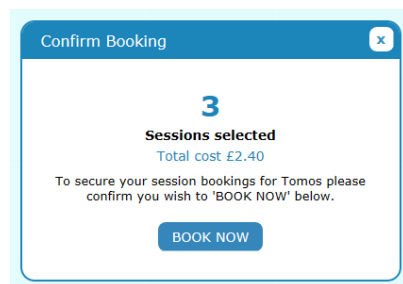 Confirm Booking
x
3
Sessions selected
Total cost £2.40
To secure your session bookings for Tomos please
confirm you wish to 'BOOK NOW' below.
BOOK NOW